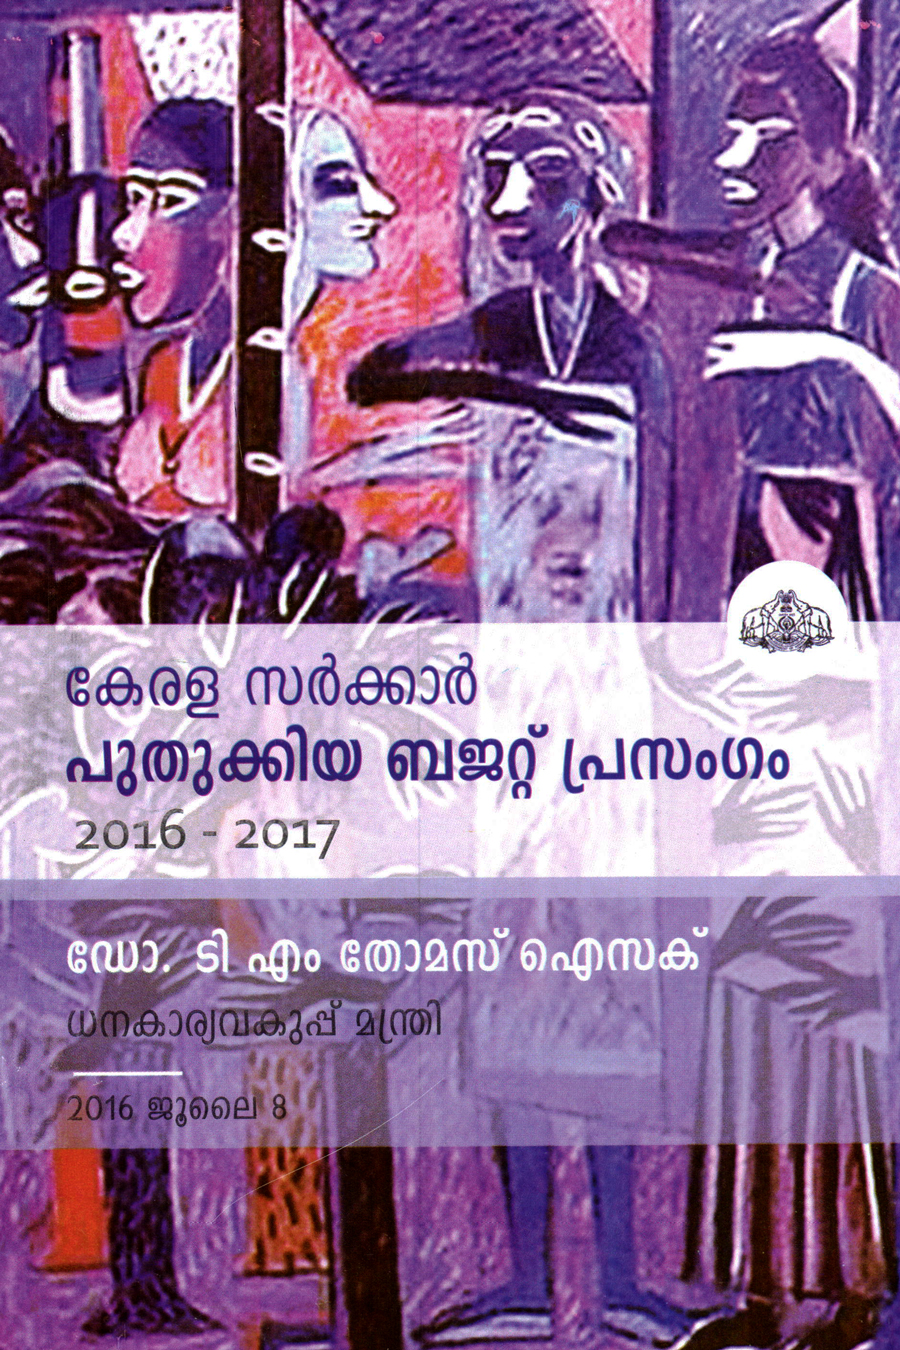 കേരള സർക്കാർ
പുതുക്കിയ ബജറ്റ് പ്രസംഗം
2016 - 2017
ഡോ. ടി എം തോമസ് ഐസക്
ധനകാര്യവകുപ്പ് മന്ത്രി
2016 ജൂലൈ 8